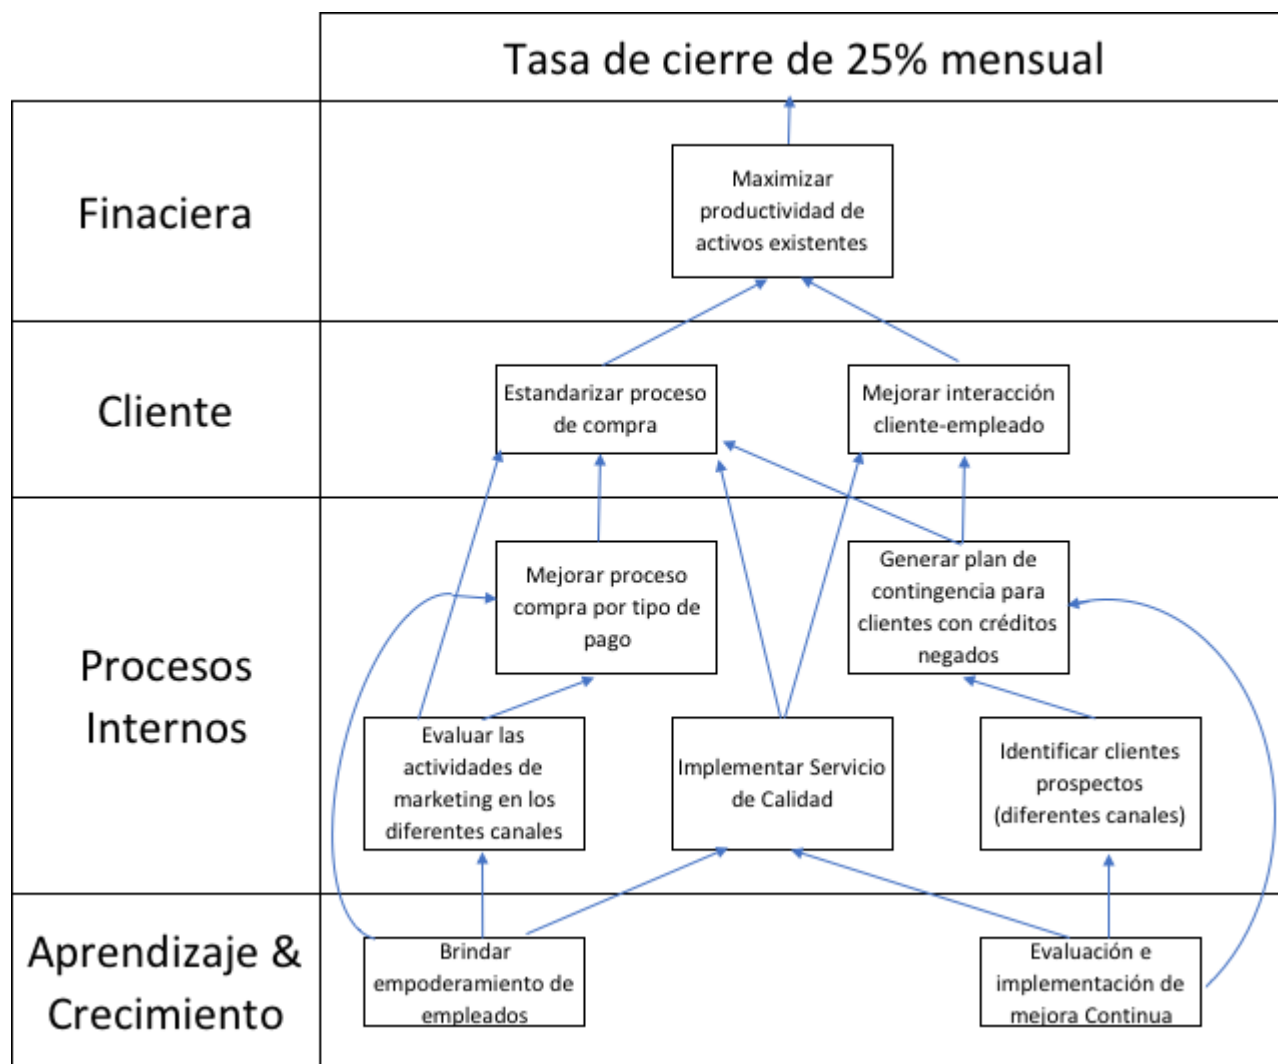 Tasa de cierre de 25% mensual
Finaciera
Maximizar
productividad de
activos existentes
Cliente
Estandarizar proceso
de compra
Mejorar interacción
cliente-empleado
Procesos
Internos
Mejorar proceso
compra por tipo de
pago
Generar plan de
contingencia para
clientes con créditos
negados
Evaluar las
actividades de
marketing en los
diferentes canales
Implementar Servicio
de Calidad
Identificar clientes
prospectos
(diferentes canales)
Aprendizaje &
Crecimiento
Brindar
empoderamiento de
empleados
Evaluación e
implementación de
mejora Continua